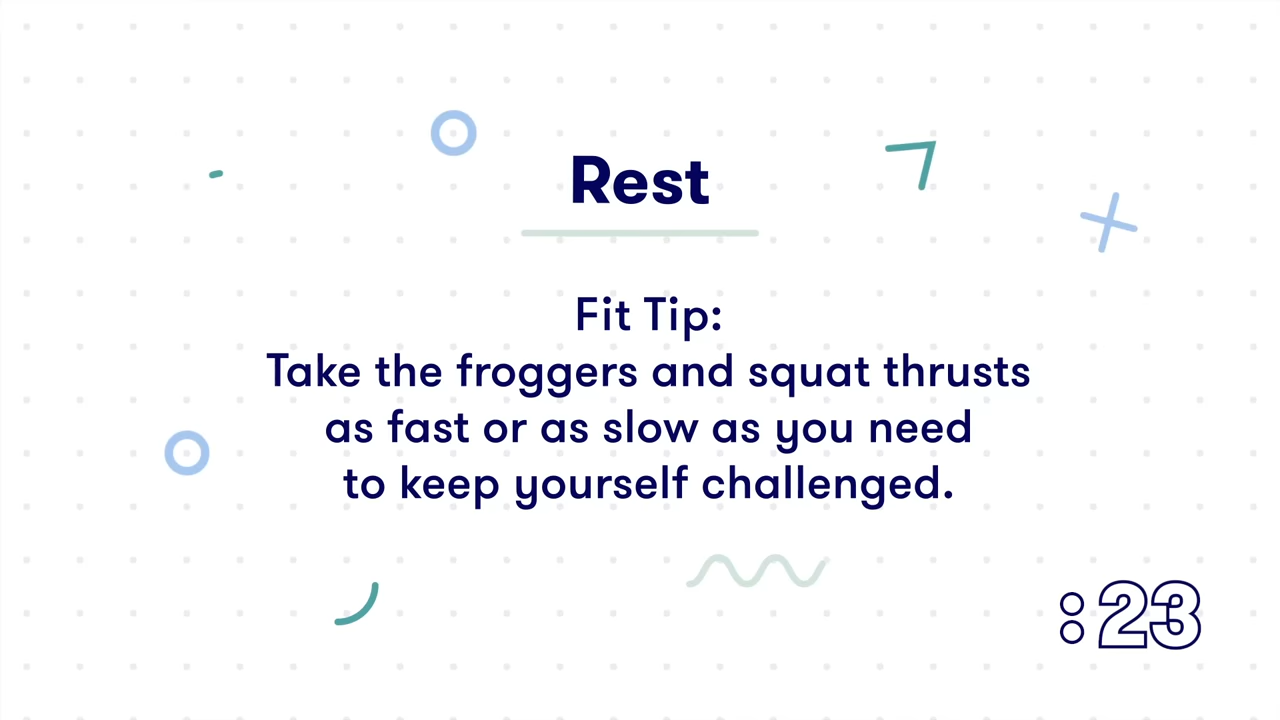 Rest
Fit Tip:
Take the froggers and squat thrusts
as fast or as slow as you need
to keep yourself challenged.
:23